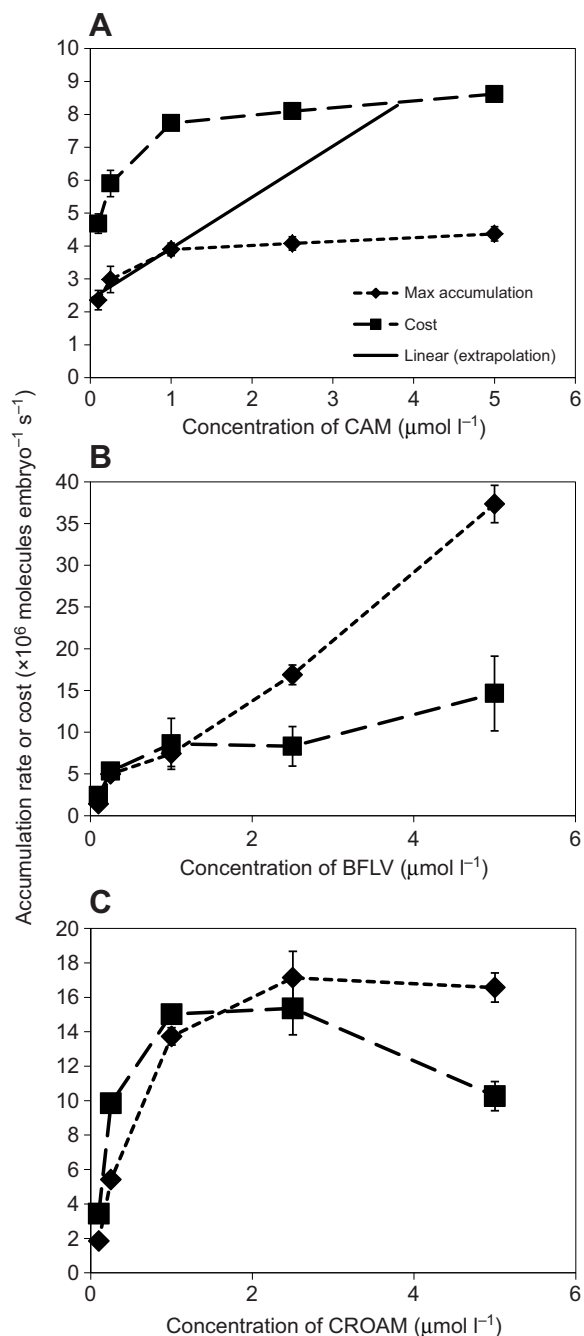 A
10
9
8
7
6
5
4
3
2
1
0
Max accumulation
Cost
Linear (extrapolation)
0 2 4 6
Concentration of CAM (μmol l⁻¹)
Accumulation rate or cost (×10⁶ molecules embryo⁻¹ s⁻¹)
B
40
35
30
25
20
15
10
5
0
0 2 4 6
Concentration of BFLV (μmol l⁻¹)
C
20
18
16
14
12
10
8
6
4
2
0
0 2 4 6
Concentration of CROAM (μmol l⁻¹)